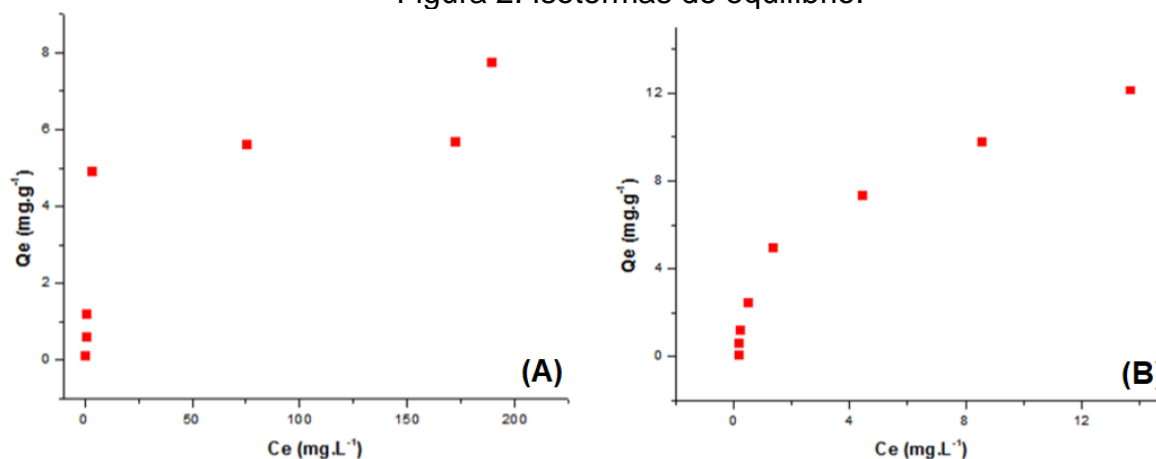 Figura 2. Isotermas de equilíbrio.
8
6
4
2
0
Qe (mg.g⁻¹)
0
50
100
150
200
Ce (mg.L⁻¹)
(A)
12
8
4
0
Qe (mg.g⁻¹)
0
4
8
12
Ce (mg.L⁻¹)
(B)